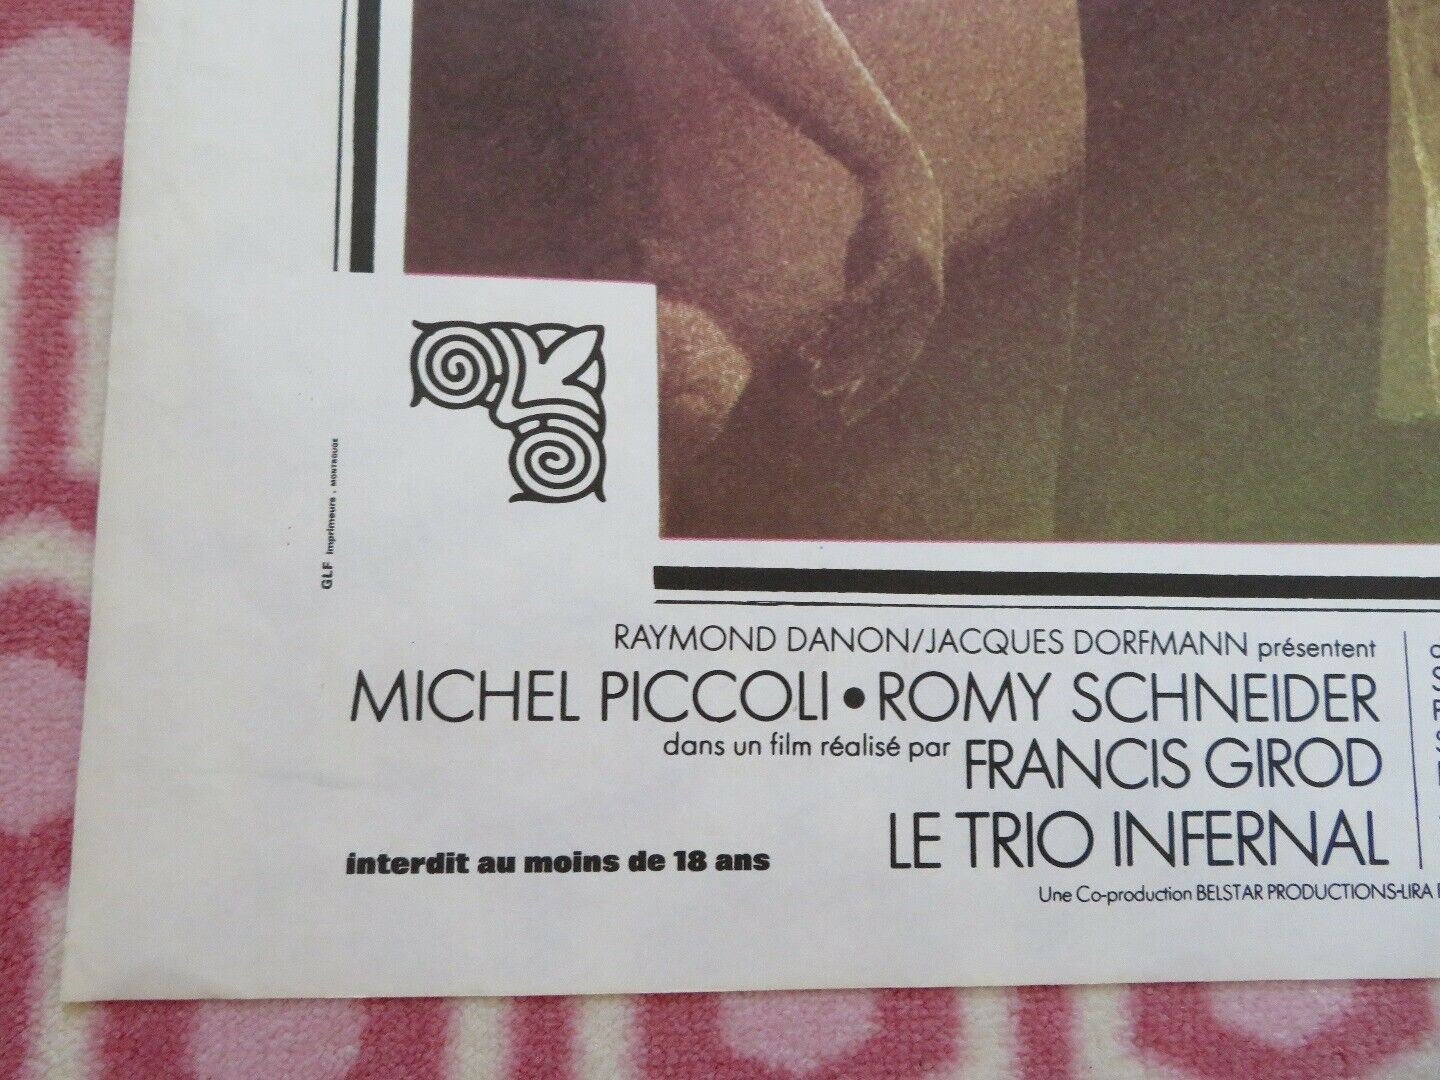 GLF imprimeurs . MONTROUGE
RAYMOND DANON/JACQUES DORFMANN présentent
MICHEL PICCOLI • ROMY SCHNEIDER
dans un film réalisé par FRANCIS GIROD
LE TRIO INFERNAL
interdit au moins de 18 ans
Une Co-production BELSTAR PRODUCTIONS-LIRA